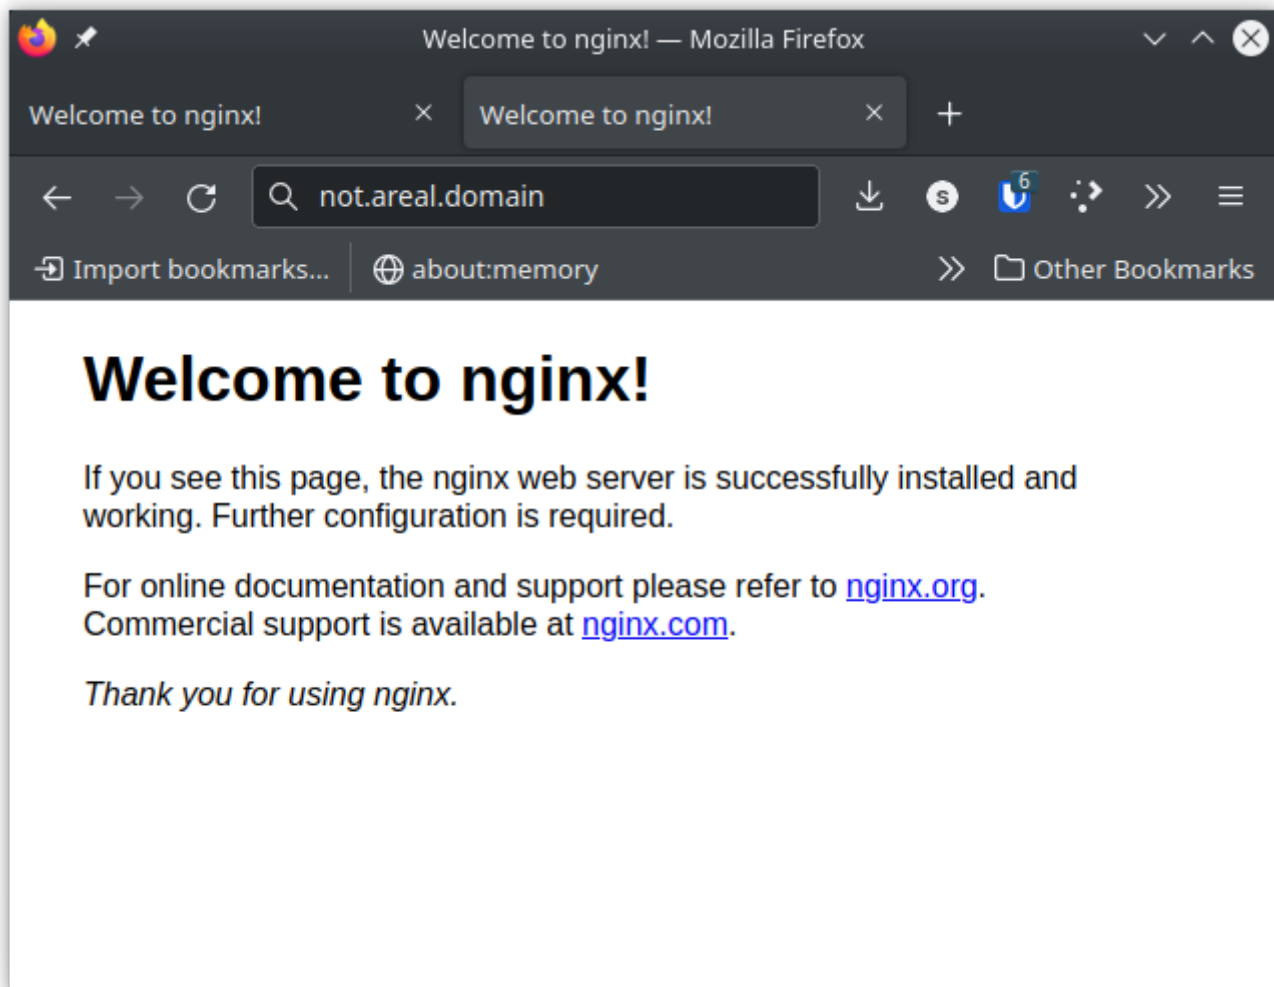 Welcome to nginx! — Mozilla Firefox
Welcome to nginx!
Welcome to nginx!
not.areal.domain
S
6
Import bookmarks...
about:memory
Other Bookmarks
Welcome to nginx!
If you see this page, the nginx web server is successfully installed and
working. Further configuration is required.
For online documentation and support please refer to nginx.org.
Commercial support is available at nginx.com.
Thank you for using nginx.